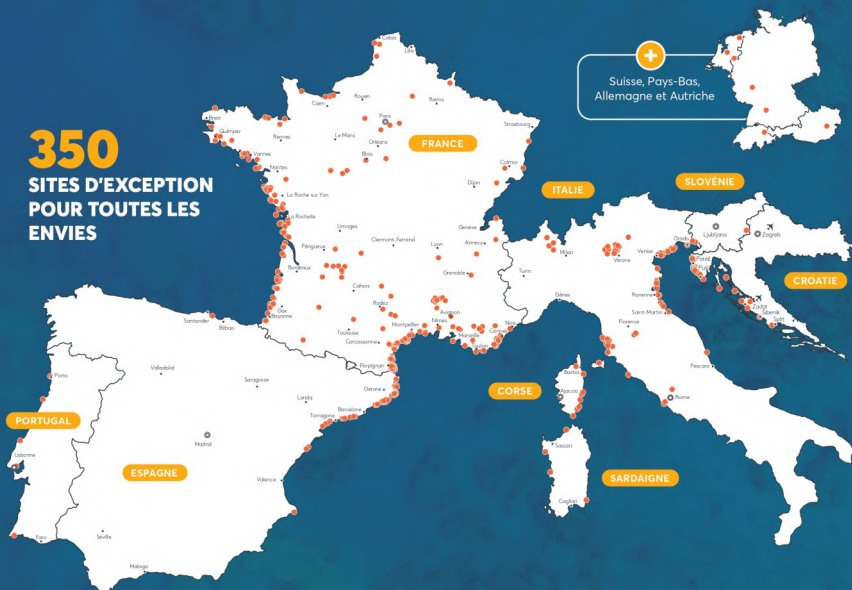 350
SITES D'EXCEPTION
POUR TOUTES LES
ENVIES
+
Suisse, Pays-Bas,
Allemagne et Autriche
FRANCE
ITALIE
SLOVÉNIE
CROATIE
CORSE
SARDAIGNE
PORTUGAL
ESPAGNE
Calais
Lille
Rouen
Caen
Reims
Paris
Strasbourg
Brest
Quimper
Rennes
Le Mans
Orléans
Vannes
Blois
Colmar
Nantes
Dijon
La Roche sur Yon
La Rochelle
Genève
Limoges
Clermont-Ferrand
Lyon
Annecy
Périgueux
Bordeaux
Grenoble
Cahors
Rodez
Dax
Bayonne
Avignon
Nîmes
Toulouse
Montpellier
Marseille
Cannes
Nice
Toulon
Carcassonne
Perpignan
Santander
Bilbao
Porto
Valladolid
Saragosse
Lerida
Gérone
Barcelone
Tarragone
Madrid
Lisbonne
Valence
Faro
Séville
Malaga
Turin
Milan
Vérone
Venise
Gênes
Ravenne
Saint-Martin
Florence
Pescara
Rome
Bastia
Ajaccio
Sassari
Cagliari
Ljubljana
Zagreb
Grado
Poreč
Pula
Zadar
Šibenik
Split